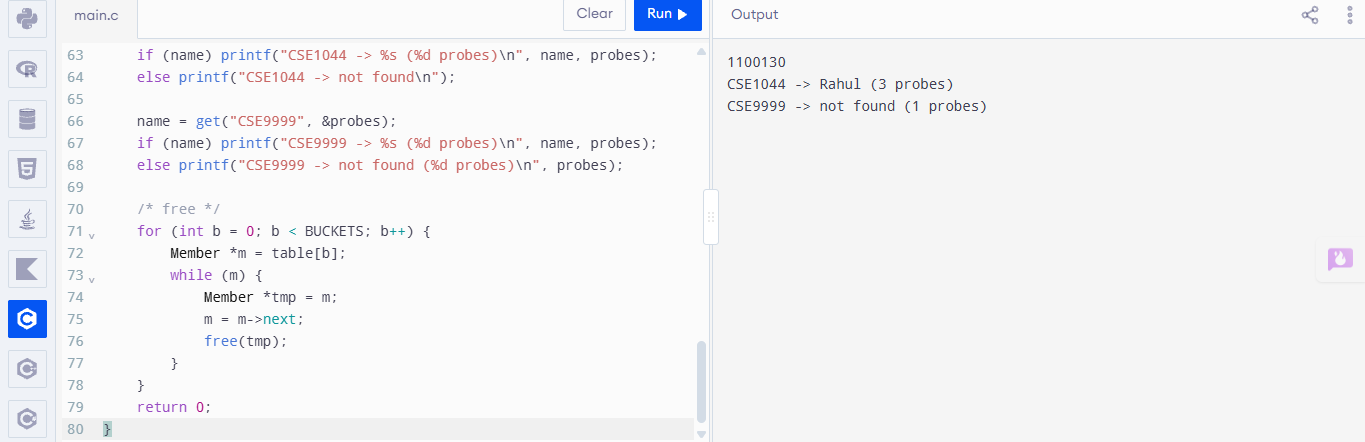 main.c
Clear
Run
Output
63 if (name) printf("CSE1044 -> %s (%d probes)\n", name, probes);
64 else printf("CSE1044 -> not found\n");
65
66 name = get("CSE9999", &probes);
67 if (name) printf("CSE9999 -> %s (%d probes)\n", name, probes);
68 else printf("CSE9999 -> not found (%d probes)\n", probes);
69
70 /* free */
71 for (int b = 0; b < BUCKETS; b++) {
72 Member *m = table[b];
73 while (m) {
74 Member *tmp = m;
75 m = m->next;
76 free(tmp);
77 }
78 }
79 return 0;
80 }
1100130
CSE1044 -> Rahul (3 probes)
CSE9999 -> not found (1 probes)